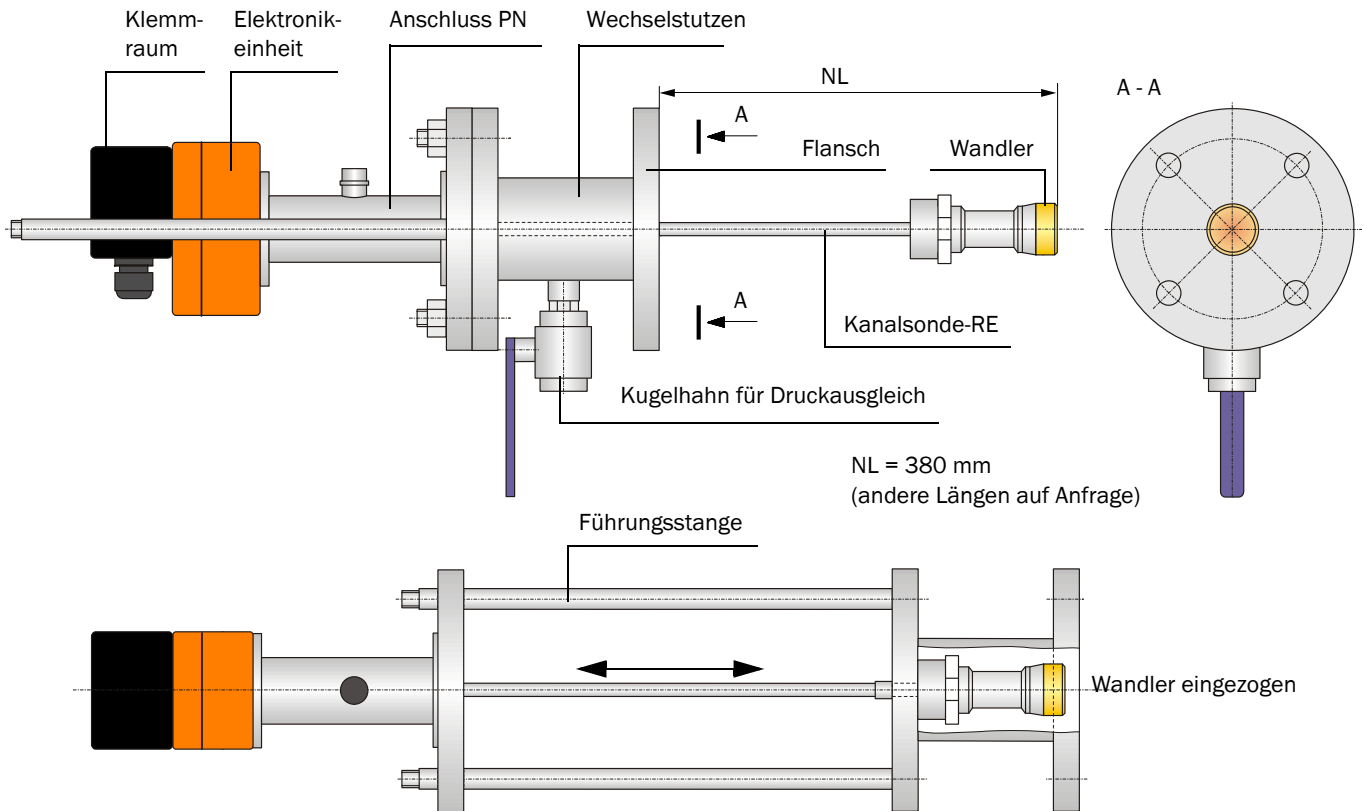 Klemm-
raum
Elektronik-
einheit
Anschluss PN
Wechselstutzen
NL
A - A
A
Flansch
Wandler
A
Kanalsonde-RE
Kugelhahn für Druckausgleich
NL = 380 mm
(andere Längen auf Anfrage)
Führungsstange
Wandler eingezogen